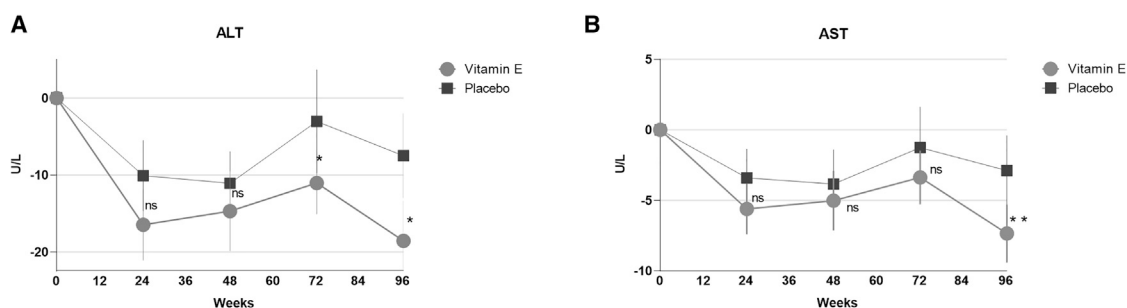 A
ALT
0
-10
-20
U/L
ns
ns
*
*
0 12 24 36 48 60 72 84 96
Weeks
Vitamin E
Placebo
B
AST
5
0
-5
-10
U/L
ns
ns
ns
* *
0 12 24 36 48 60 72 84 96
Weeks
Vitamin E
Placebo